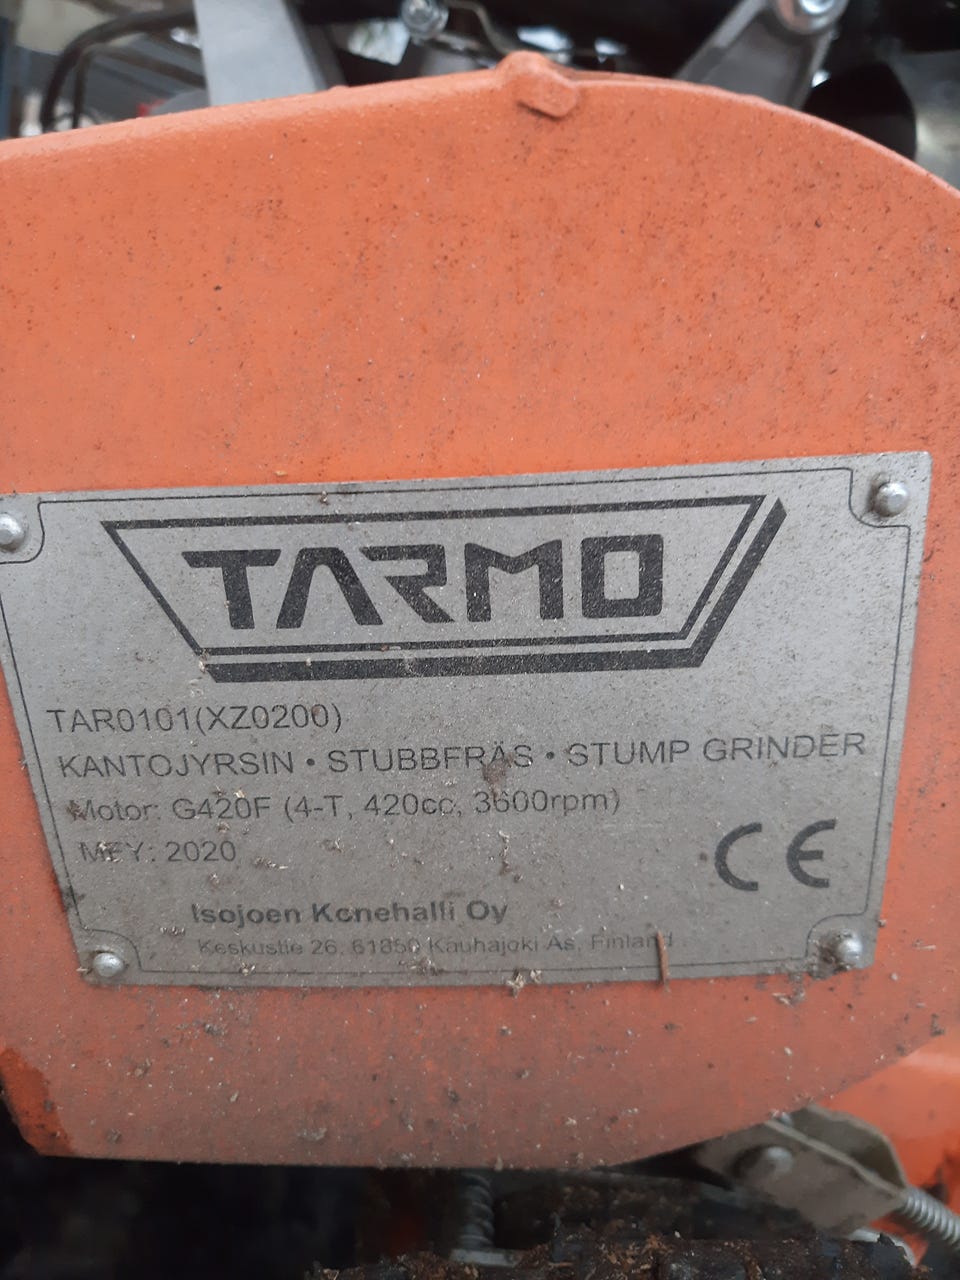 TARMO
TAR0101(XZ0200)
KANTOJYRSIN • STUBBFRÄS • STUMP GRINDER
Motor: G420F (4-T, 420cc, 3600rpm)
MFY: 2020
CE
Isojoen Konehalli Oy
Keskustie 26, 61850 Kauhajoki As, Finland